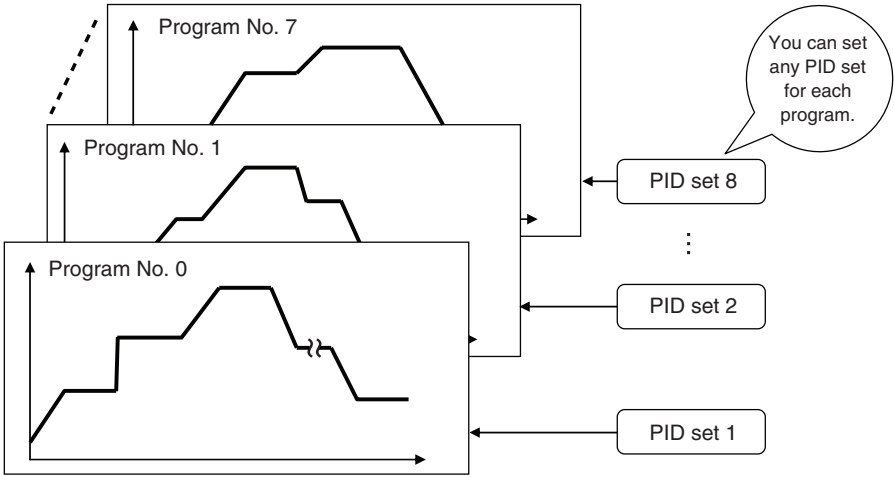 Program No. 7
You can set
any PID set
for each
program.
Program No. 1
PID set 8
Program No. 0
PID set 2
PID set 1